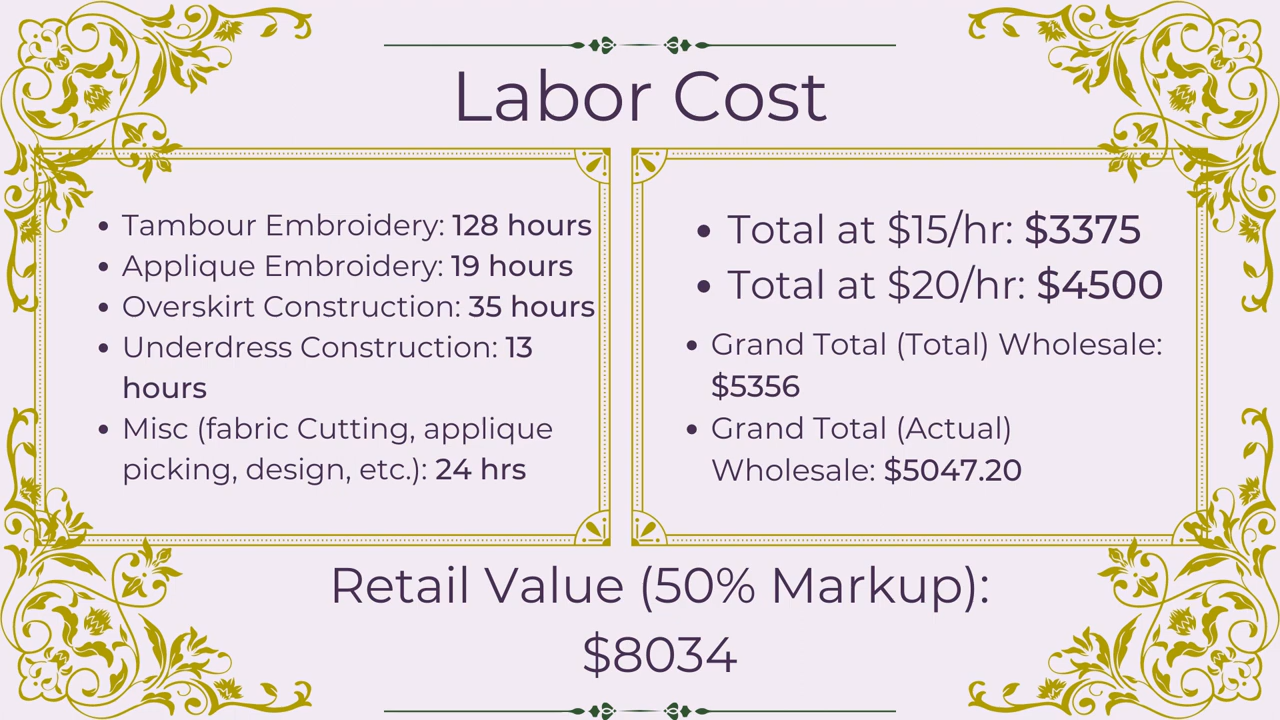 Labor Cost
Tambour Embroidery: 128 hours
Applique Embroidery: 19 hours
Overskirt Construction: 35 hours
Underdress Construction: 13
hours
Misc (fabric Cutting, applique
picking, design, etc.): 24 hrs
Total at $15/hr: $3375
Total at $20/hr: $4500
Grand Total (Total) Wholesale:
$5356
Grand Total (Actual)
Wholesale: $5047.20
Retail Value (50% Markup):
$8034